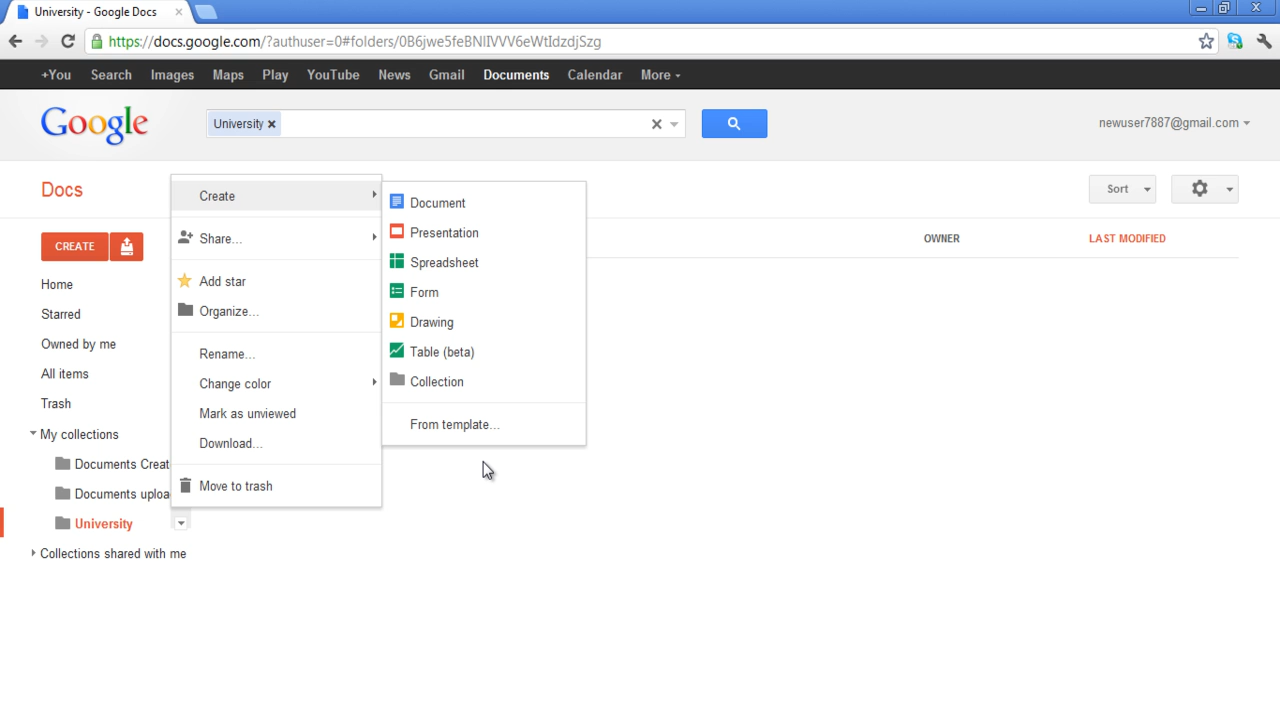 University - Google Docs
https://docs.google.com/?authuser=0#folders/0B6jwe5feBNlIVVV6eWtIdzdjSzg
+You Search Images Maps Play YouTube News Gmail Documents Calendar More
Google
University
newuser7887@gmail.com
Docs
Sort
CREATE
Home
Starred
Owned by me
All items
Trash
My collections
Documents Creat
Documents uploa
University
Collections shared with me
Create
Share...
Add star
Organize...
Rename...
Change color
Mark as unviewed
Download...
Move to trash
Document
Presentation
Spreadsheet
Form
Drawing
Table (beta)
Collection
From template...
OWNER
LAST MODIFIED